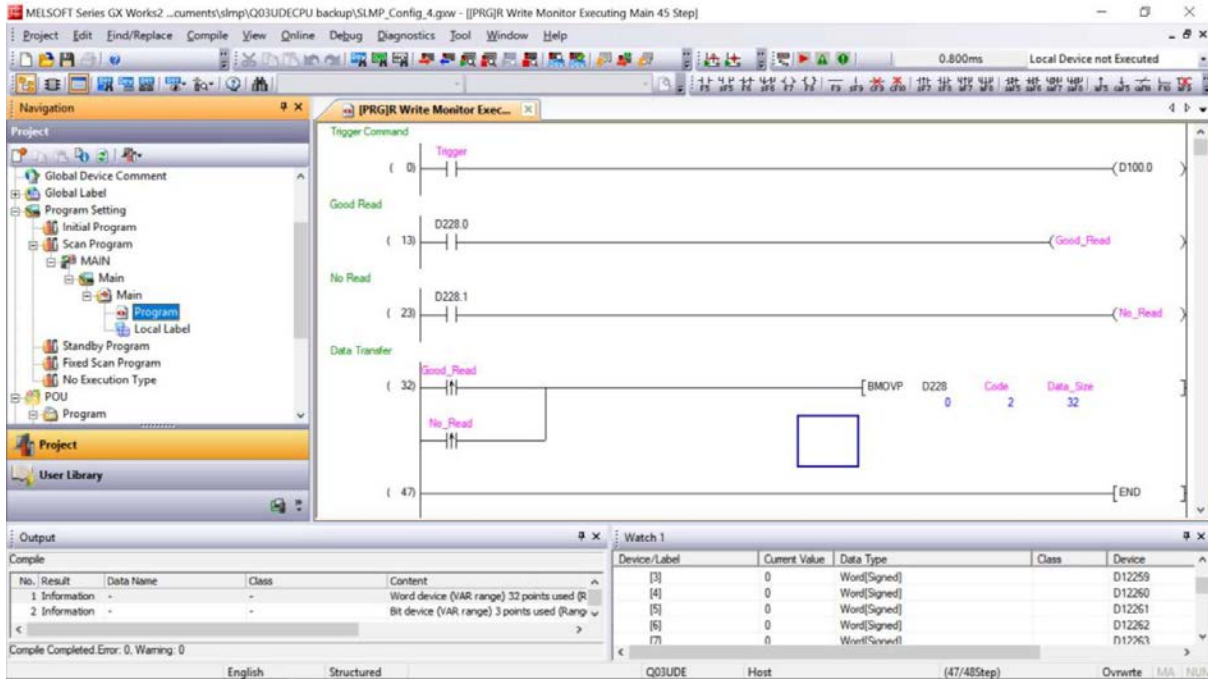 MELSOFT Series GX Works2 ...cuments\slmp\Q03UDECPU backup\SLMP_Config_4.gxw - [[PRG]R Write Monitor Executing Main 45 Step]
Project Edit Find/Replace Compile View Online Debug Diagnostics Tool Window Help
0.800ms Local Device not Executed
Navigation
[PRG]R Write Monitor Exec...
Project
Global Device Comment
Global Label
Program Setting
Initial Program
Scan Program
MAIN
Main
Main
Program
Local Label
Standby Program
Fixed Scan Program
No Execution Type
POU
Program
Project
User Library
Trigger Command
Trigger
( 0) D100.0
Good Read
D228.0
( 13) Good_Read
No Read
D228.1
( 23) No_Read
Data Transfer
Good_Read
( 32) BMOVP D228 Code Data_Size
0 2 32
No_Read
( 47) END
Output
Compile
No. Result Data Name Class Content
1 Information - - Word device (VAR range) 32 points used (R
2 Information - - Bit device (VAR range) 3 points used (Rang
Compile Completed.Error: 0, Warning: 0
Watch 1
Device/Label Current Value Data Type Class Device
[3] 0 Word[Signed] D12259
[4] 0 Word[Signed] D12260
[5] 0 Word[Signed] D12261
[6] 0 Word[Signed] D12262
[7] 0 Word[Signed] D12263
English Structured Q03UDE Host (47/48Step) Ovrwrte MA NUM